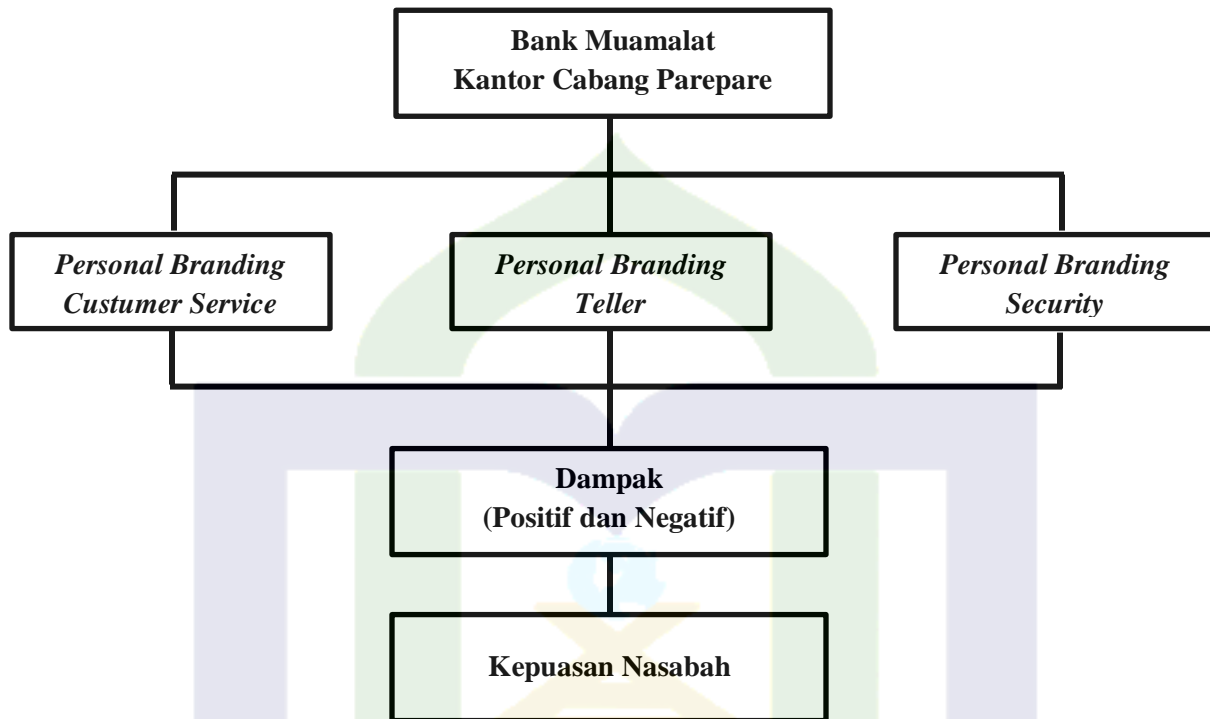 Bank Muamalat
Kantor Cabang Parepare
Personal Branding
Custumer Service
Personal Branding
Teller
Personal Branding
Security
Dampak
(Positif dan Negatif)
Kepuasan Nasabah